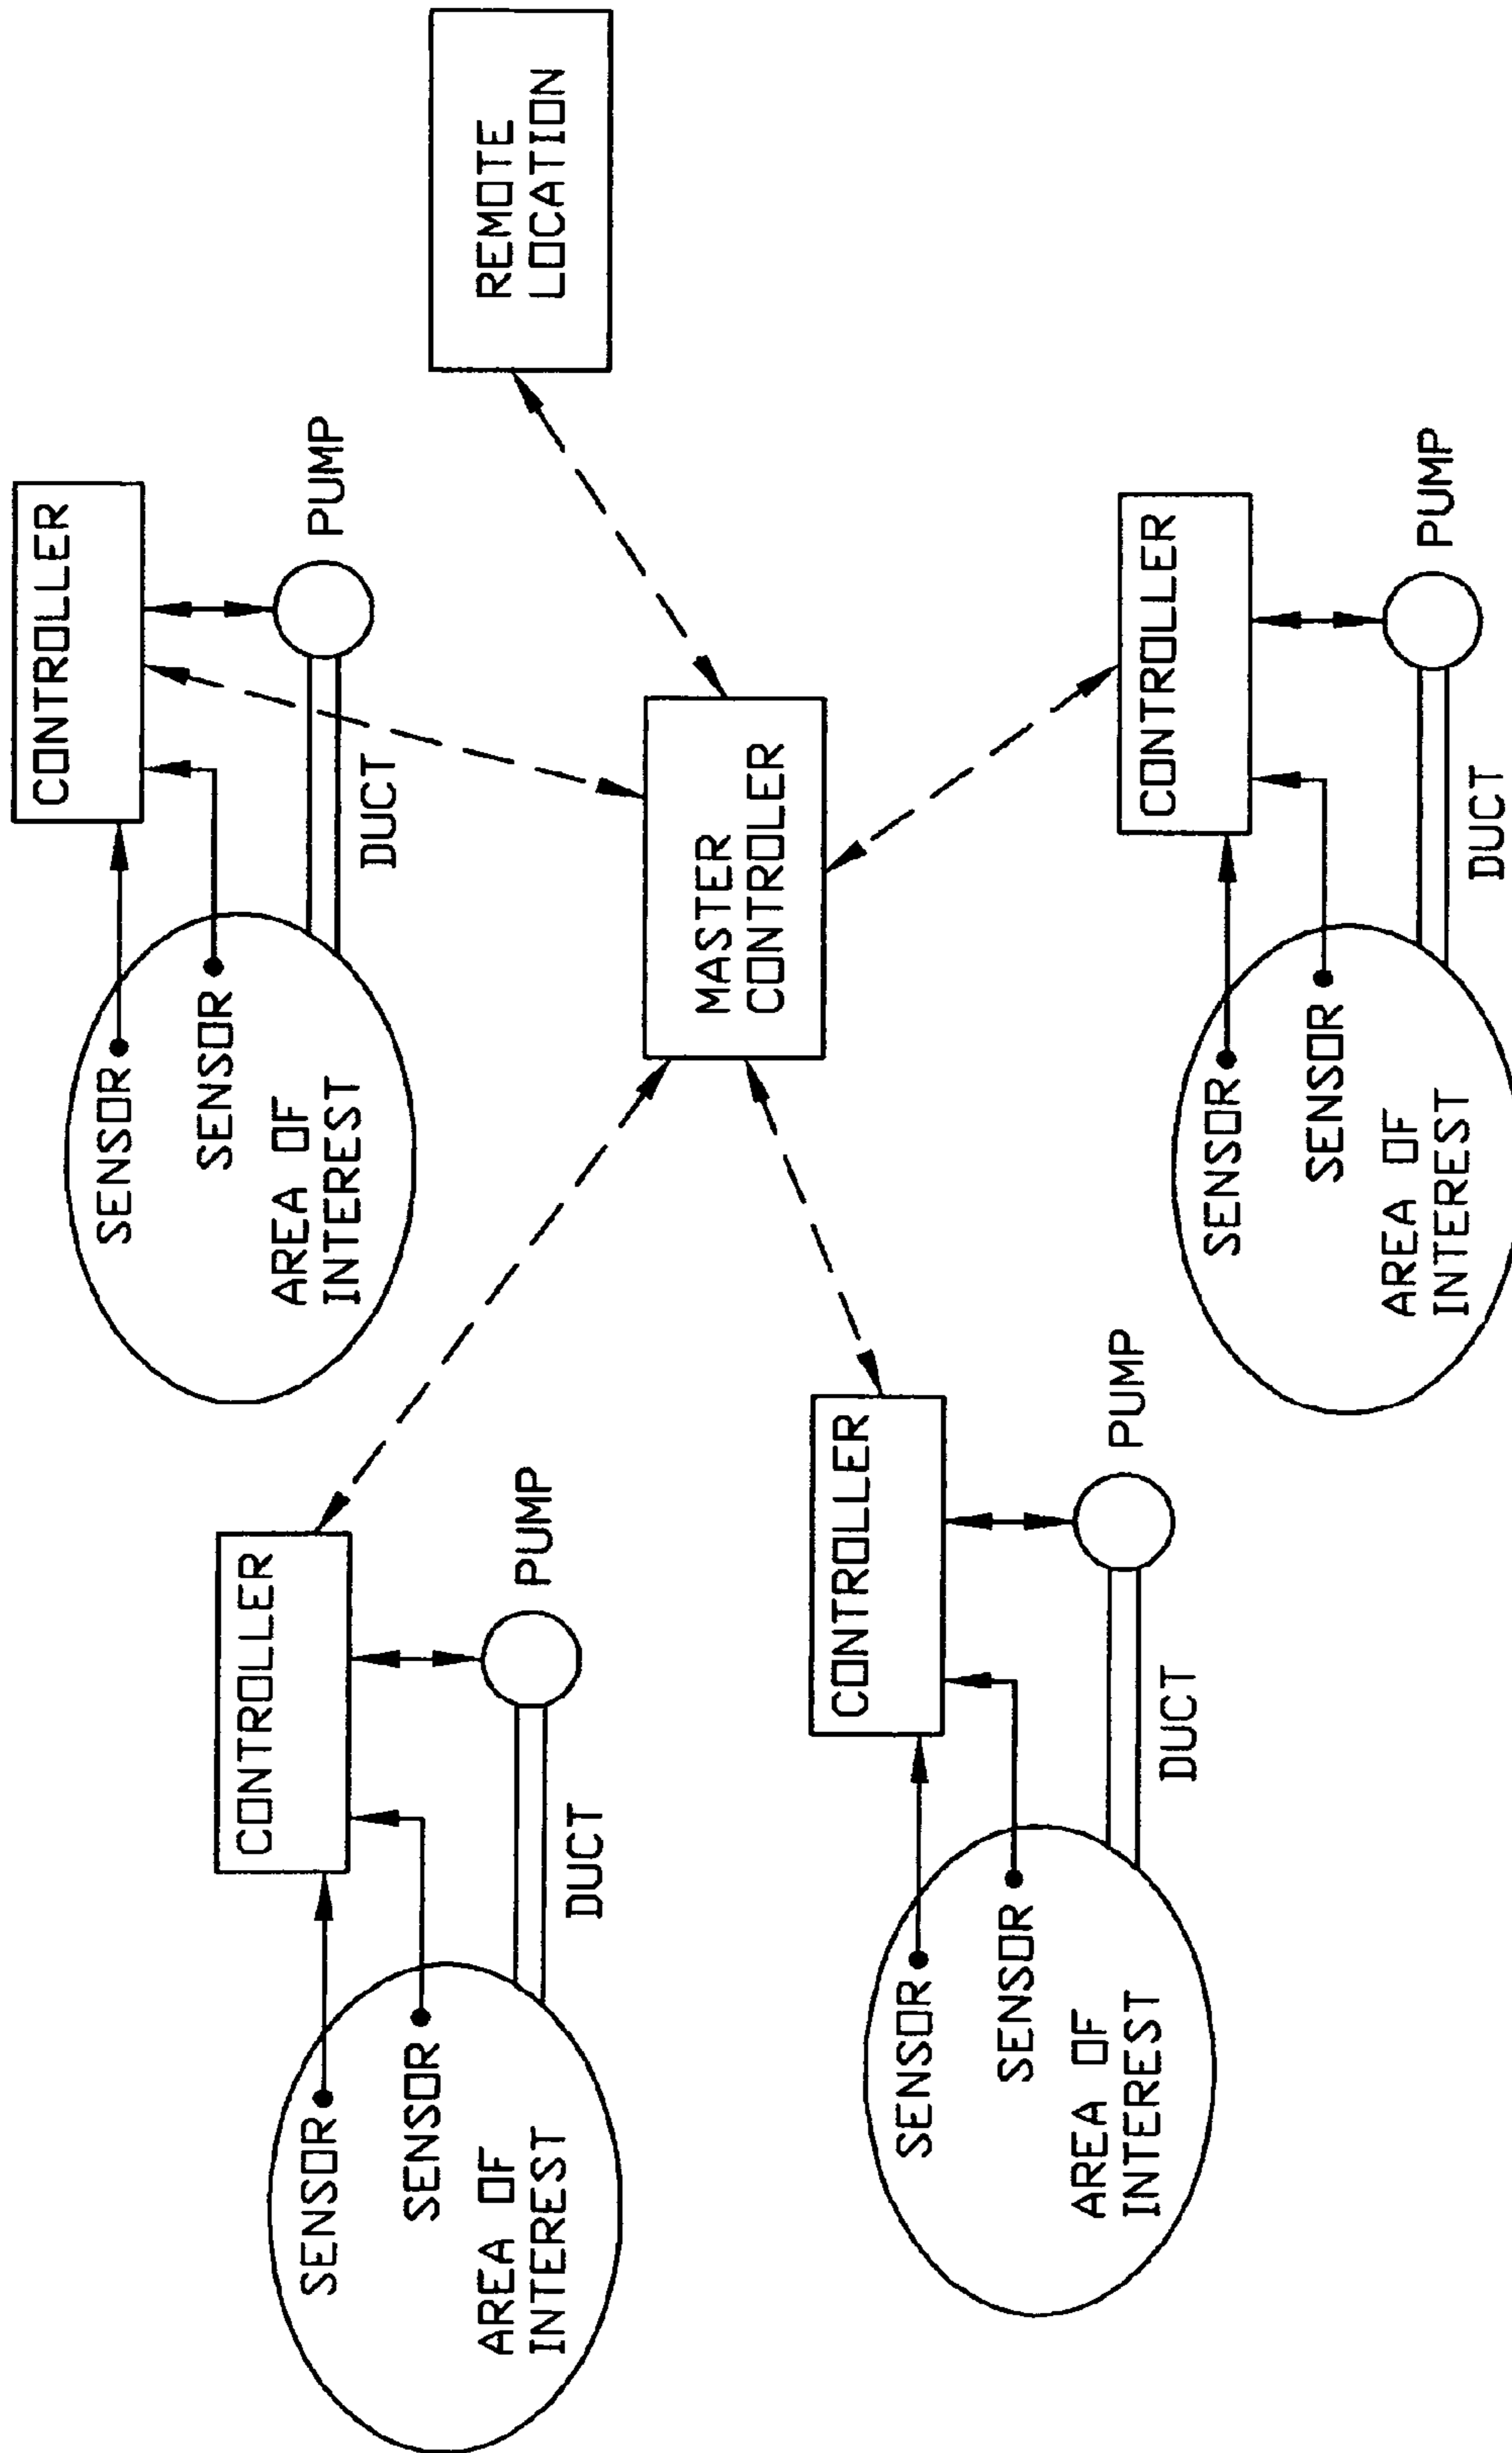 CONTROLLER
SENSOR
SENSOR
AREA OF
INTEREST
PUMP
DUCT
CONTROLLER
SENSOR
SENSOR
AREA OF
INTEREST
PUMP
DUCT
REMOTE
LOCATION
MASTER
CONTROLLER
CONTROLLER
SENSOR
SENSOR
AREA OF
INTEREST
PUMP
DUCT
CONTROLLER
SENSOR
SENSOR
AREA OF
INTEREST
PUMP
DUCT